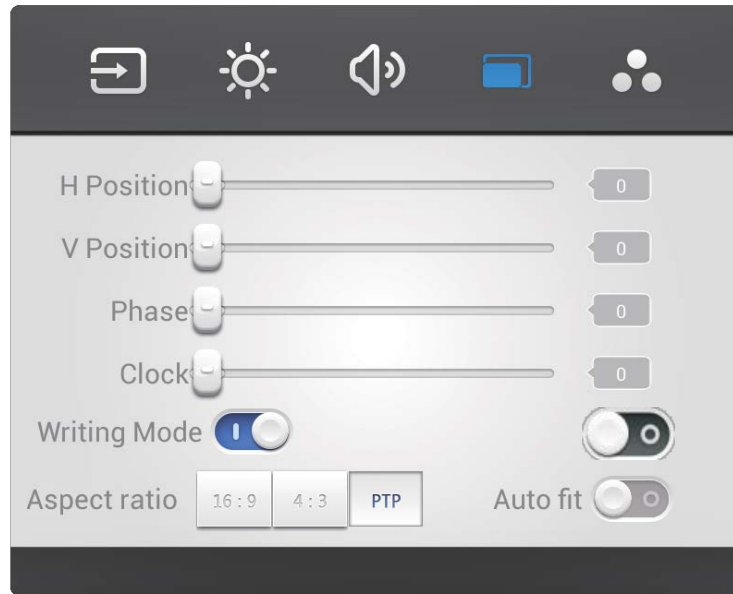 H Position 0
V Position 0
Phase 0
Clock 0
Writing Mode
Aspect ratio 16:9 4:3 PTP Auto fit